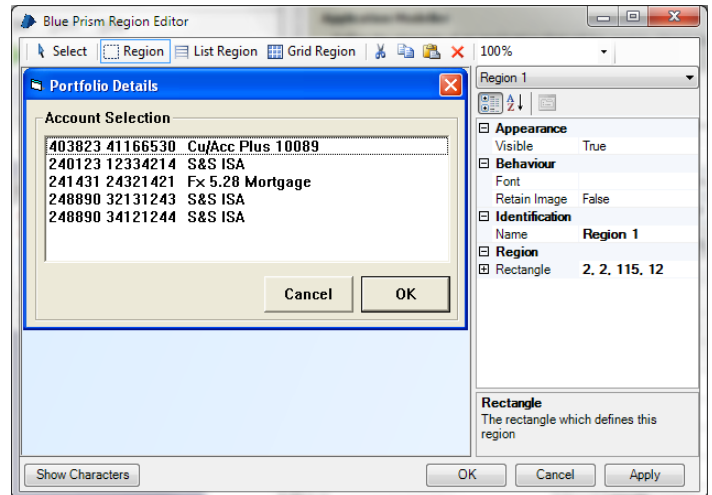 Blue Prism Region Editor
Select Region List Region Grid Region 100%
Portfolio Details
Account Selection
403823 41166530 Cu/Acc Plus 10089
240123 12334214 S&S ISA
241431 24321421 Fx 5.28 Mortgage
248890 32131243 S&S ISA
248890 34121244 S&S ISA
Cancel OK
Region 1
Appearance
Visible True
Behaviour
Font
Retain Image False
Identification
Name Region 1
Region
Rectangle 2, 2, 115, 12
Rectangle
The rectangle which defines this
region
Show Characters OK Cancel Apply